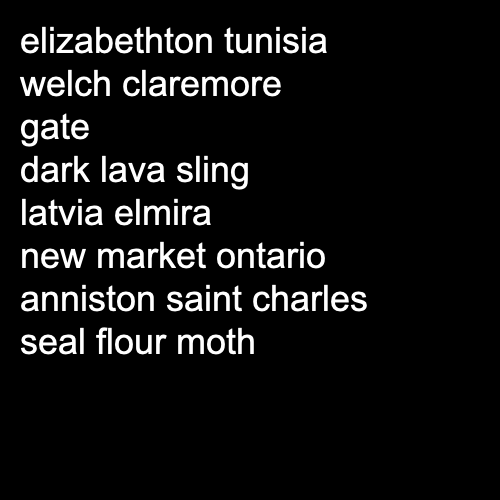 elizabethton tunisia
welch claremore
gate
dark lava sling
latvia elmira
new market ontario
anniston saint charles
seal flour moth